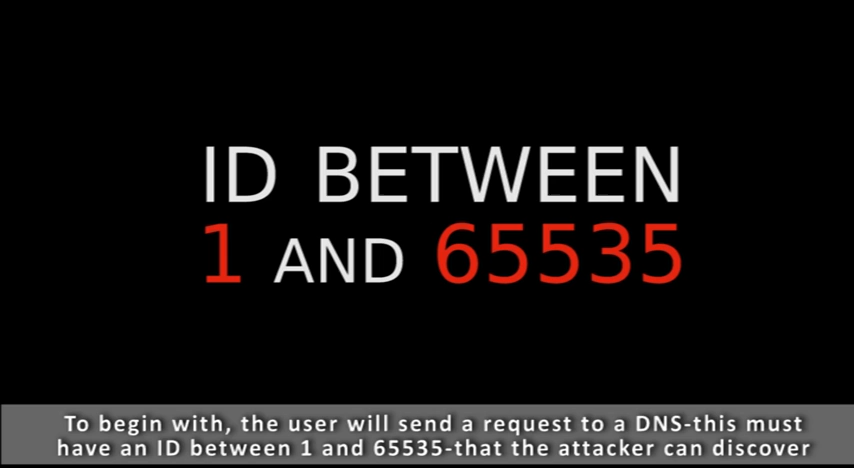 ID BETWEEN
1 AND 65535
To begin with, the user will send a request to a DNS-this must
have an ID between 1 and 65535-that the attacker can discover